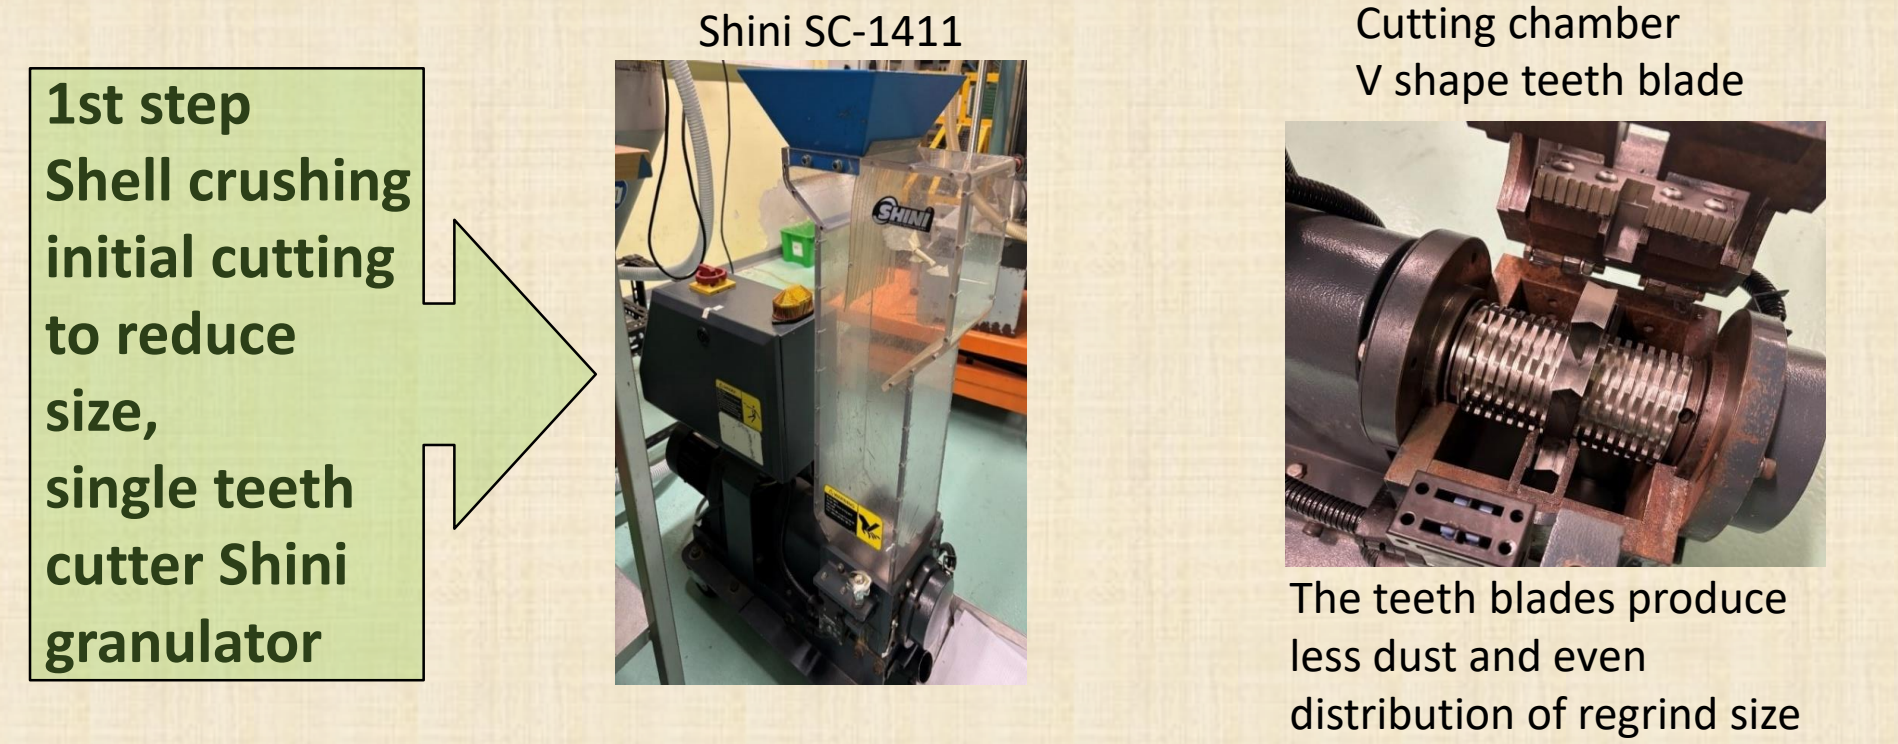 1st step
Shell crushing
initial cutting
to reduce
size,
single teeth
cutter Shini
granulator
Shini SC-1411
SHINI
Cutting chamber
V shape teeth blade
The teeth blades produce
less dust and even
distribution of regrind size